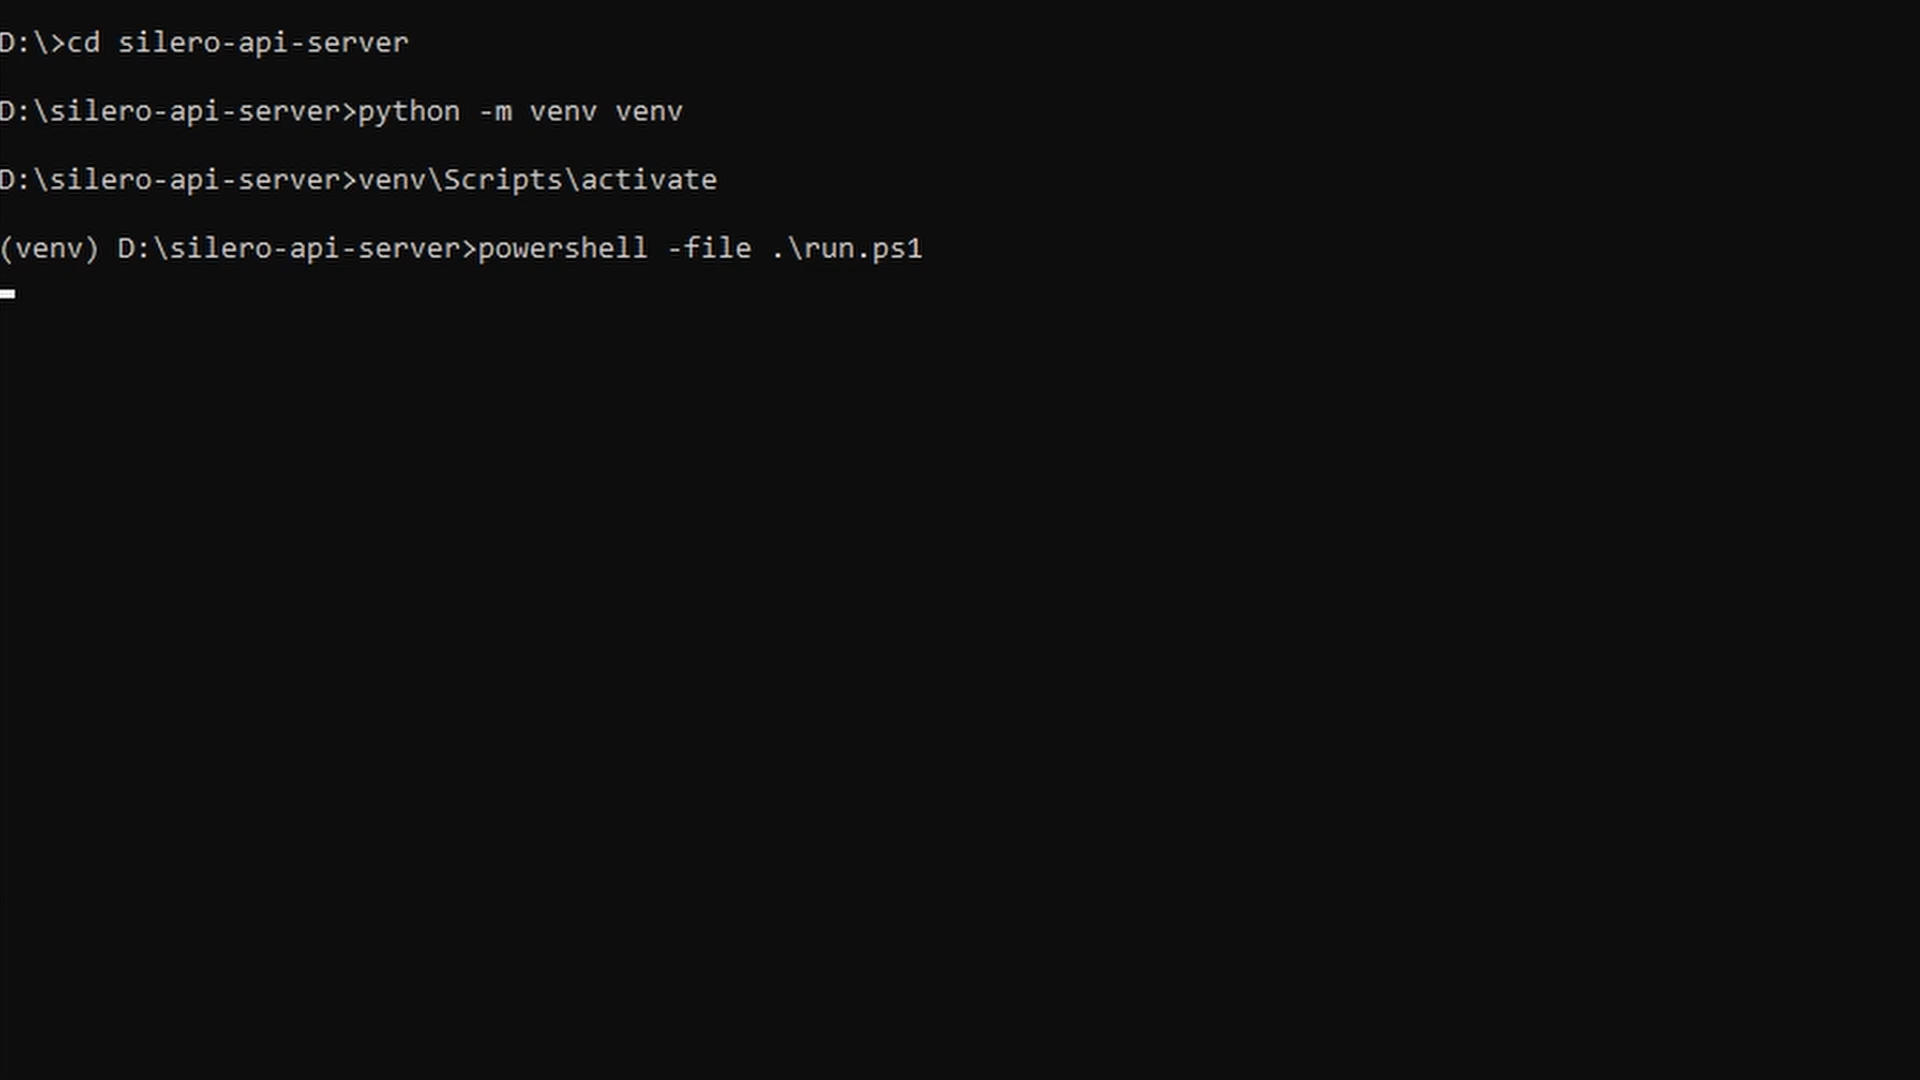 D:\>cd silero-api-server
D:\silero-api-server>python -m venv venv
D:\silero-api-server>venv\Scripts\activate
(venv) D:\silero-api-server>powershell -file .\run.ps1